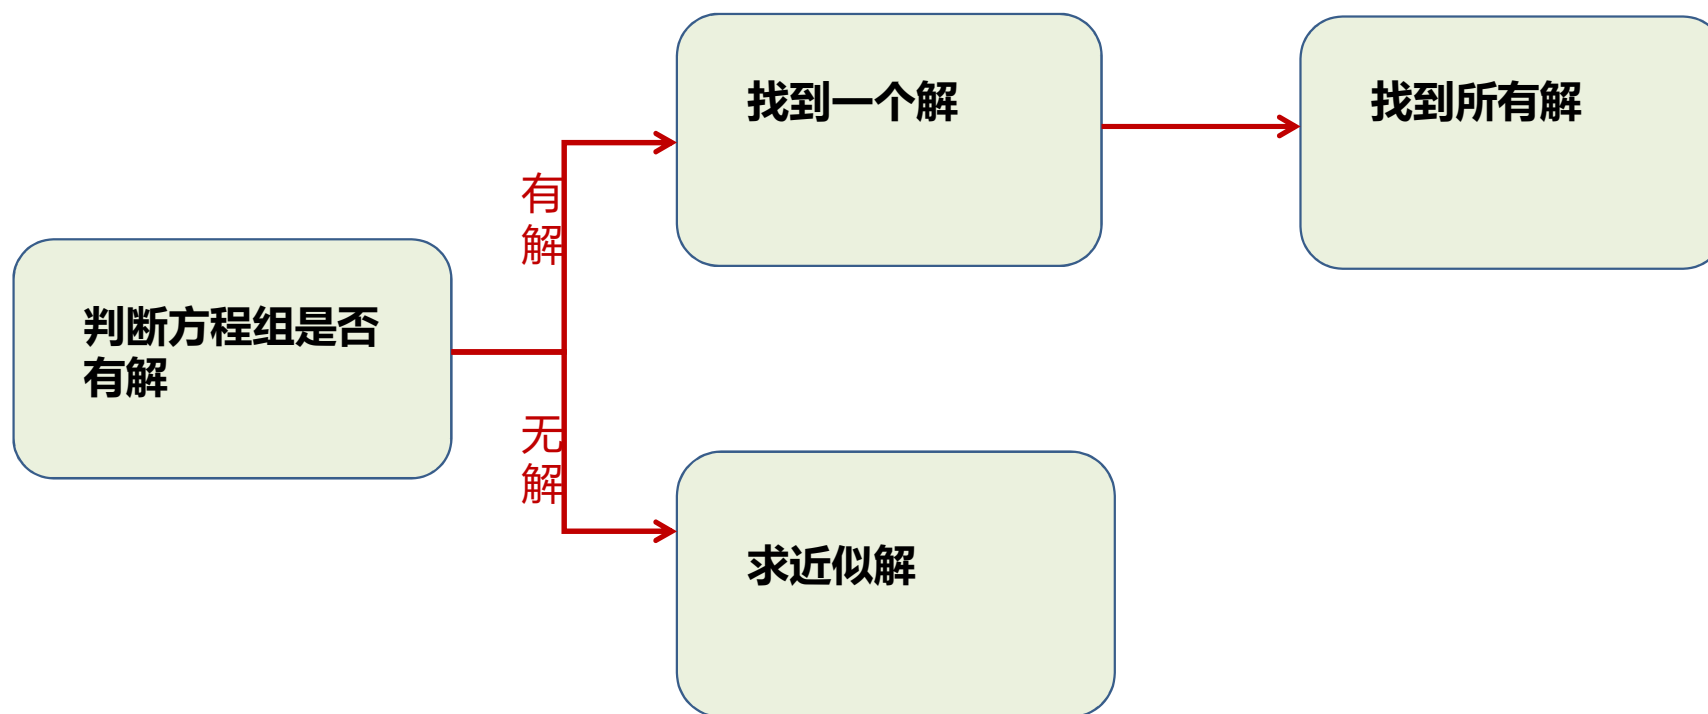 判断方程组是否
有解
有
解
找到一个解
找到所有解
无
解
求近似解